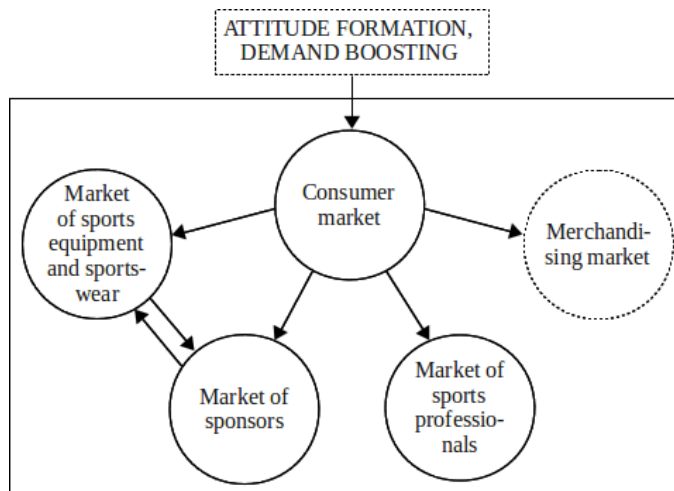 ATTITUDE FORMATION,
DEMAND BOOSTING
Consumer
market
Market
of sports
equipment
and sports-
wear
Merchandi-
sing market
Market of
sponsors
Market of
sports
professio-
nals